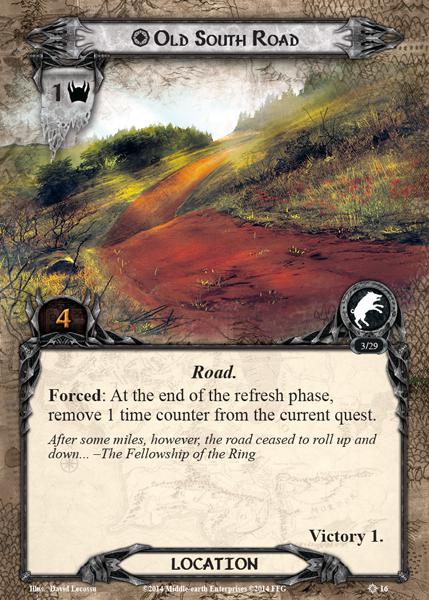 Old South Road
1
4
3/29
Road.
Forced: At the end of the refresh phase,
remove 1 time counter from the current quest.
After some miles, however, the road ceased to roll up and
down... –The Fellowship of the Ring
Victory 1.
LOCATION
Illus. David Lecossu ©2014 Middle-earth Enterprises ©2014 FFG 16